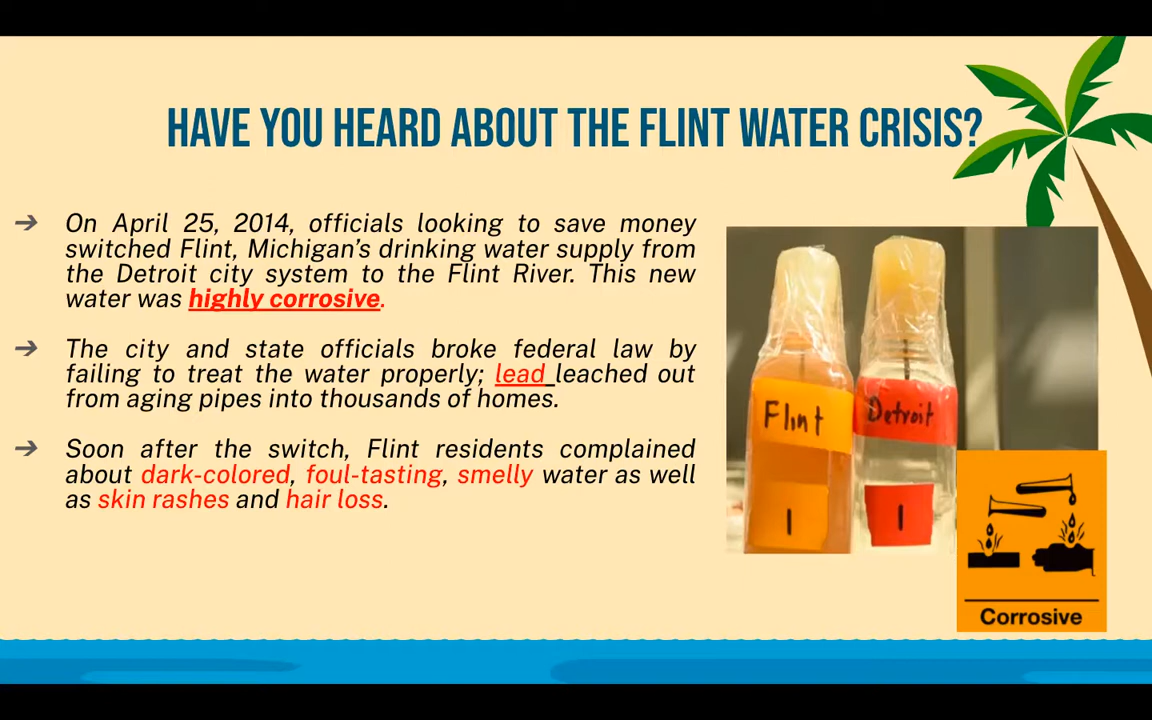 HAVE YOU HEARD ABOUT THE FLINT WATER CRISIS?
➔ On April 25, 2014, officials looking to save money
switched Flint, Michigan's drinking water supply from
the Detroit city system to the Flint River. This new
water was highly corrosive.
➔ The city and state officials broke federal law by
failing to treat the water properly; lead leached out
from aging pipes into thousands of homes.
➔ Soon after the switch, Flint residents complained
about dark-colored, foul-tasting, smelly water as well
as skin rashes and hair loss.
Flint
Detroit
1
1
Corrosive